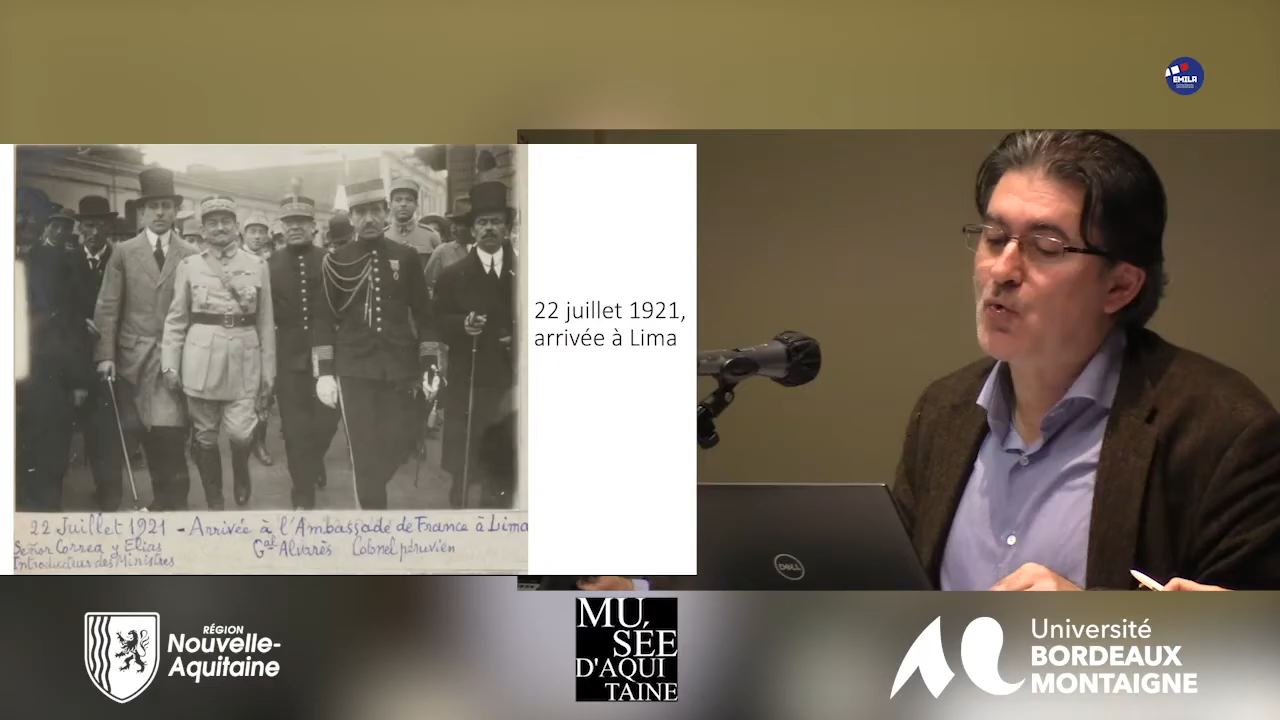 EMILA
22 juillet 1921,
arrivée à Lima
22 Juillet 1921 - Arrivée à l'Ambassade de France à Lima
Señor Correa y Elias
Gal Alvarès Colonel péruvien
Introducteur des Ministres
DELL
RÉGION
Nouvelle-
Aquitaine
MU,
SÉE
D'AQUI
TAINE
Université
BORDEAUX
MONTAIGNE